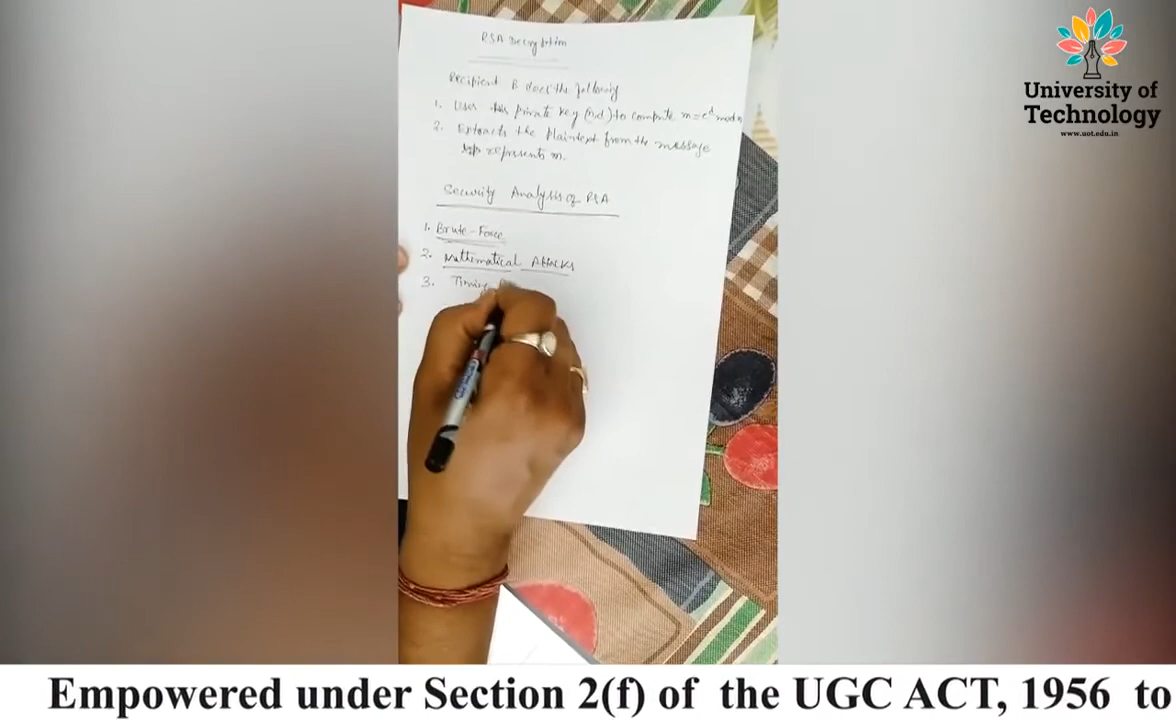 RSA Decryption
Recipient B does the following
1. Uses his private key (n,d) to compute m=c^d mod n
2. Extracts the plaintext from the message
represents m.
Security Analysis of RSA
1. Brute-Force
2. Mathematical Attacks
3. Timing
University of
Technology
www.uot.edu.in
Empowered under Section 2(f) of the UGC ACT, 1956 to